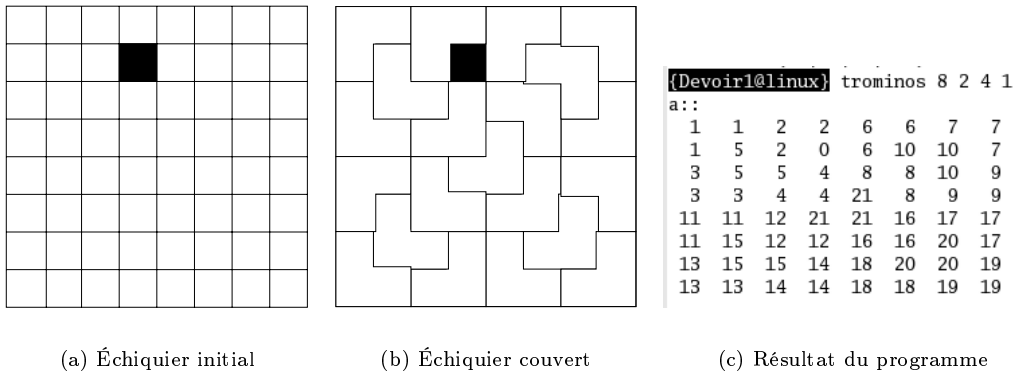 {Devoir1@linux} trominos 8 2 4 1
a::
1 1 2 2 6 6 7 7
1 5 2 0 6 10 10 7
3 5 5 4 8 8 10 9
3 3 4 4 21 8 9 9
11 11 12 21 21 16 17 17
11 15 12 12 16 16 20 17
13 15 15 14 18 20 20 19
13 13 14 14 18 18 19 19
(a) Échiquier initial
(b) Échiquier couvert
(c) Résultat du programme